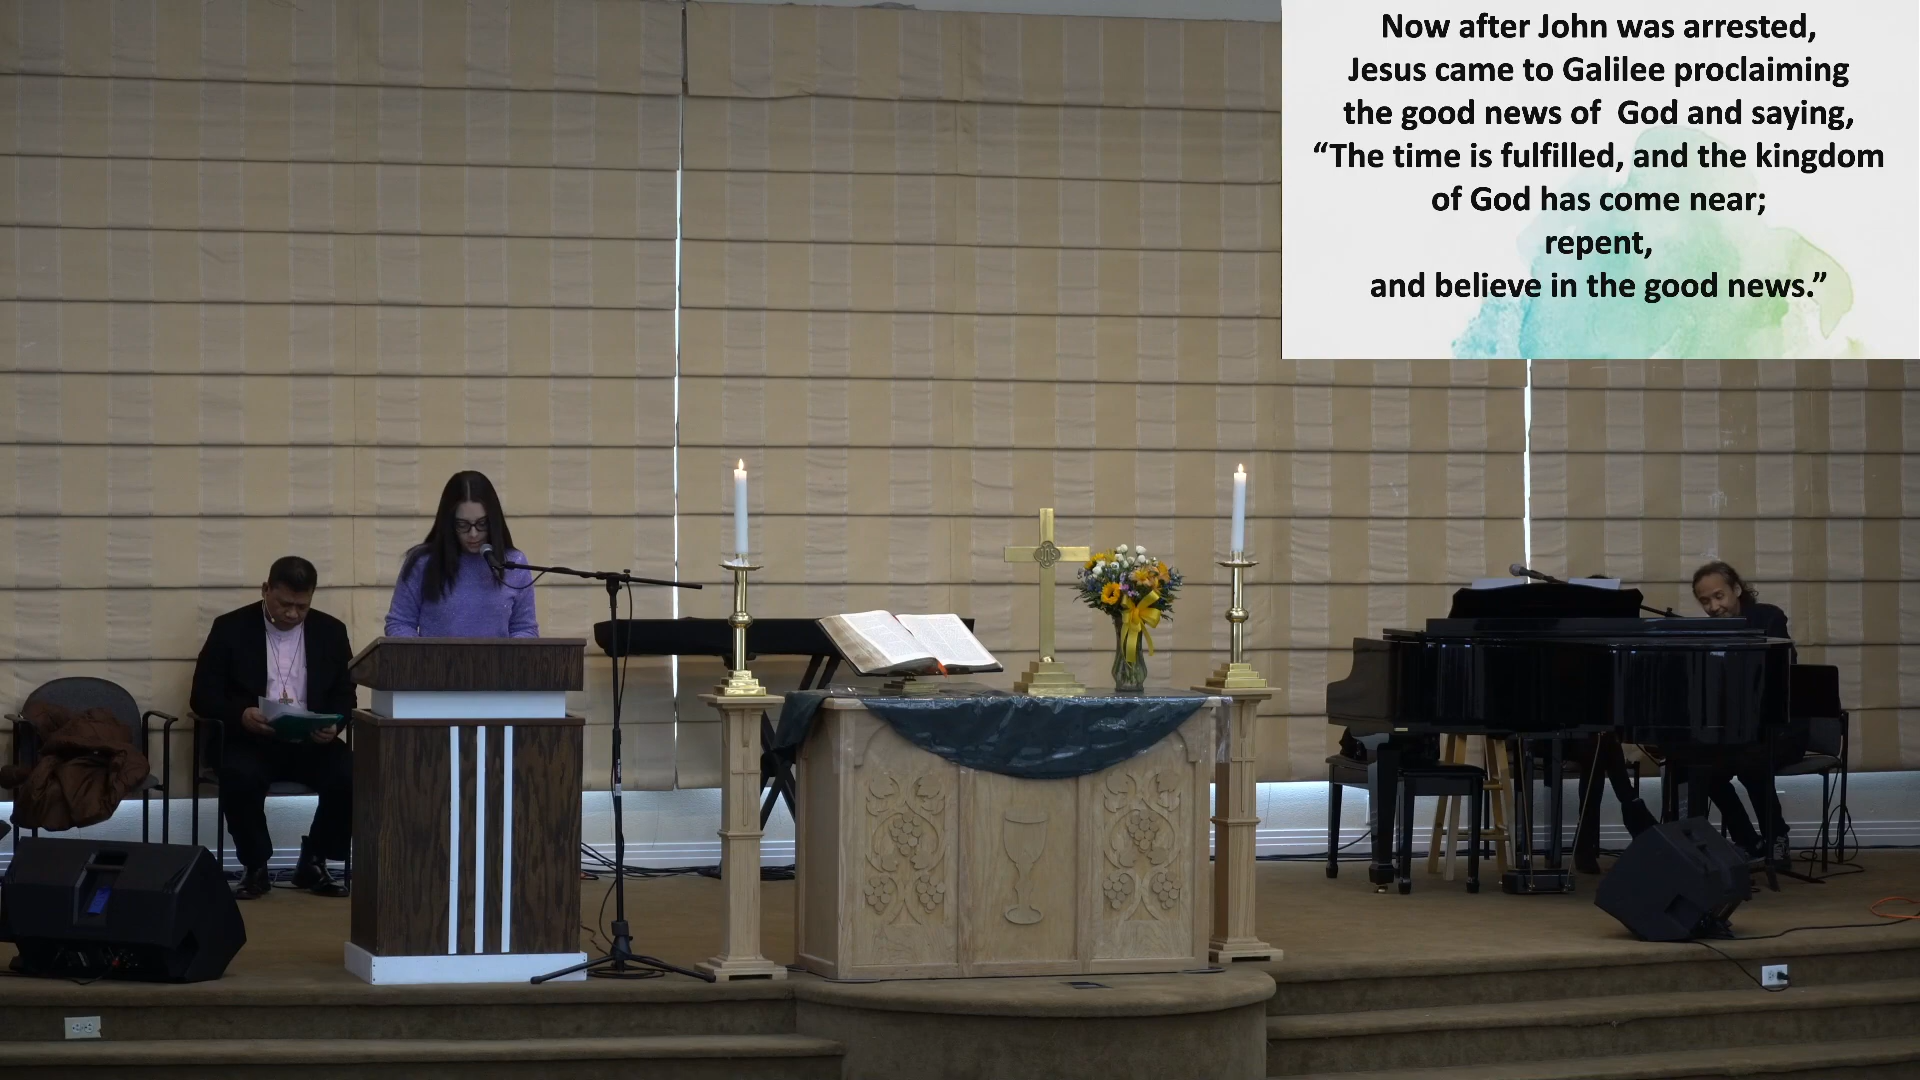 Now after John was arrested,
Jesus came to Galilee proclaiming
the good news of  God and saying,
“The time is fulfilled, and the kingdom
of God has come near;
repent,
and believe in the good news.”